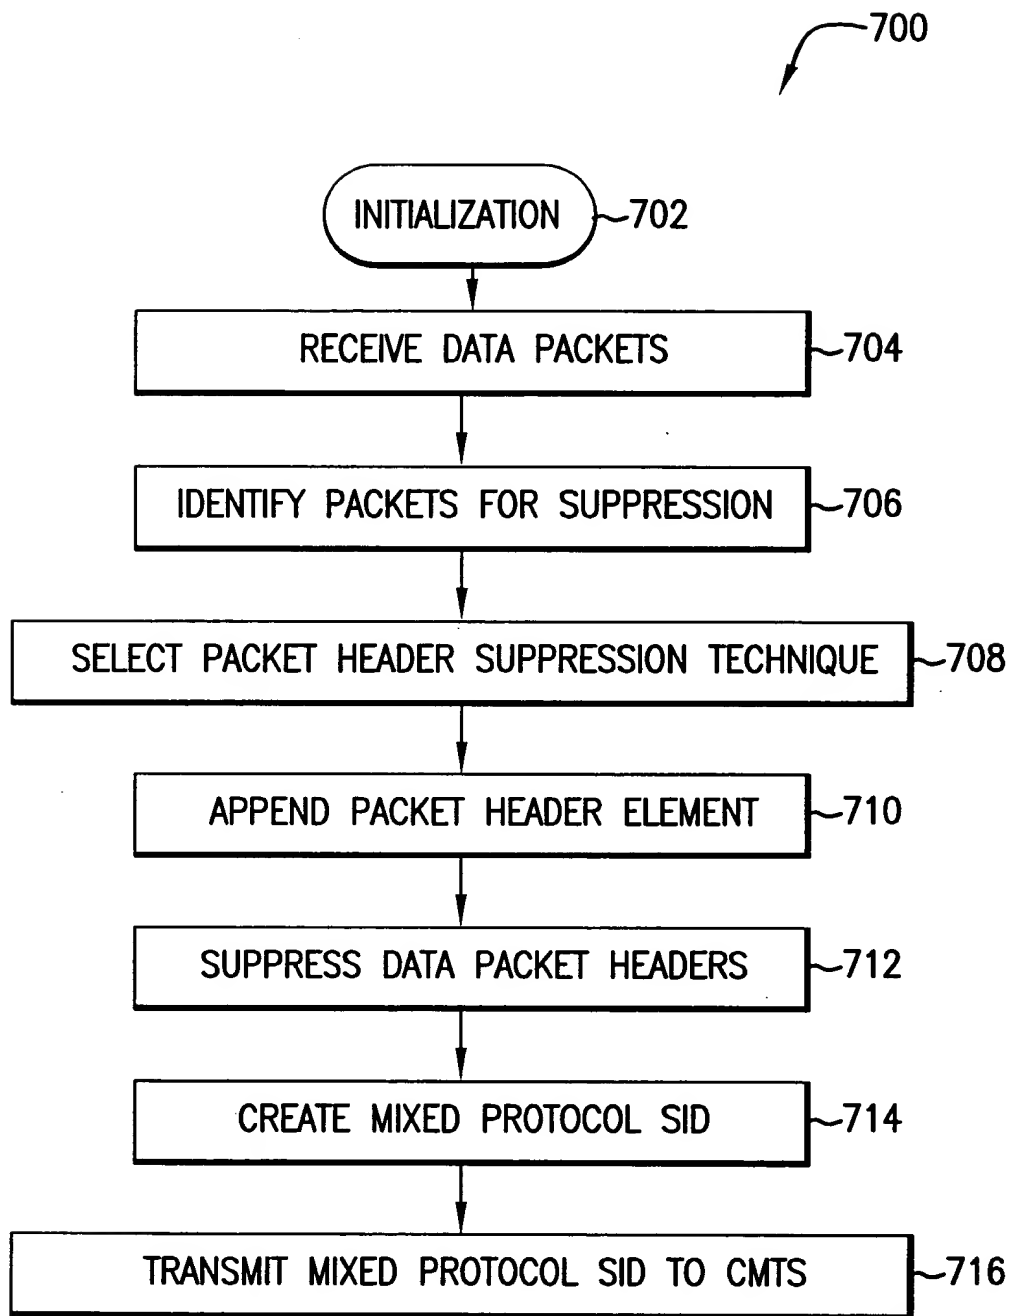 700
INITIALIZATION 702
RECEIVE DATA PACKETS 704
IDENTIFY PACKETS FOR SUPPRESSION 706
SELECT PACKET HEADER SUPPRESSION TECHNIQUE 708
APPEND PACKET HEADER ELEMENT 710
SUPPRESS DATA PACKET HEADERS 712
CREATE MIXED PROTOCOL SID 714
TRANSMIT MIXED PROTOCOL SID TO CMTS 716